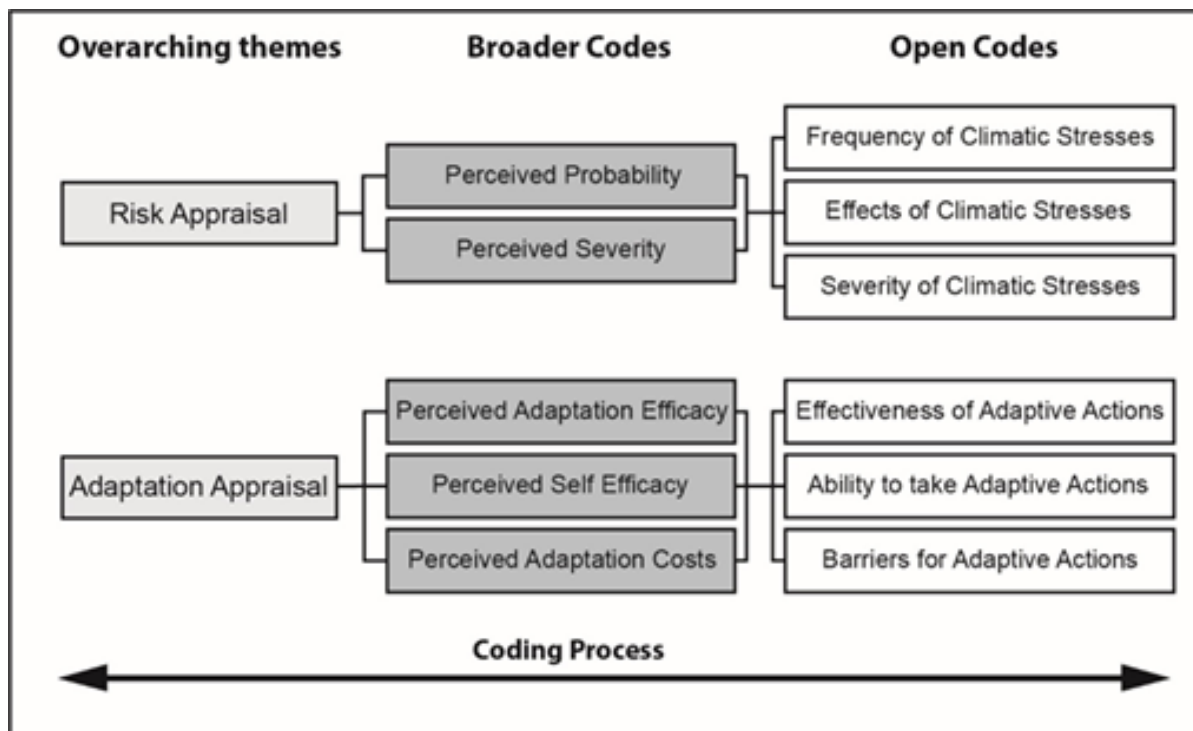 Overarching themes
Broader Codes
Open Codes
Risk Appraisal
Perceived Probability
Perceived Severity
Frequency of Climatic Stresses
Effects of Climatic Stresses
Severity of Climatic Stresses
Adaptation Appraisal
Perceived Adaptation Efficacy
Perceived Self Efficacy
Perceived Adaptation Costs
Effectiveness of Adaptive Actions
Ability to take Adaptive Actions
Barriers for Adaptive Actions
Coding Process